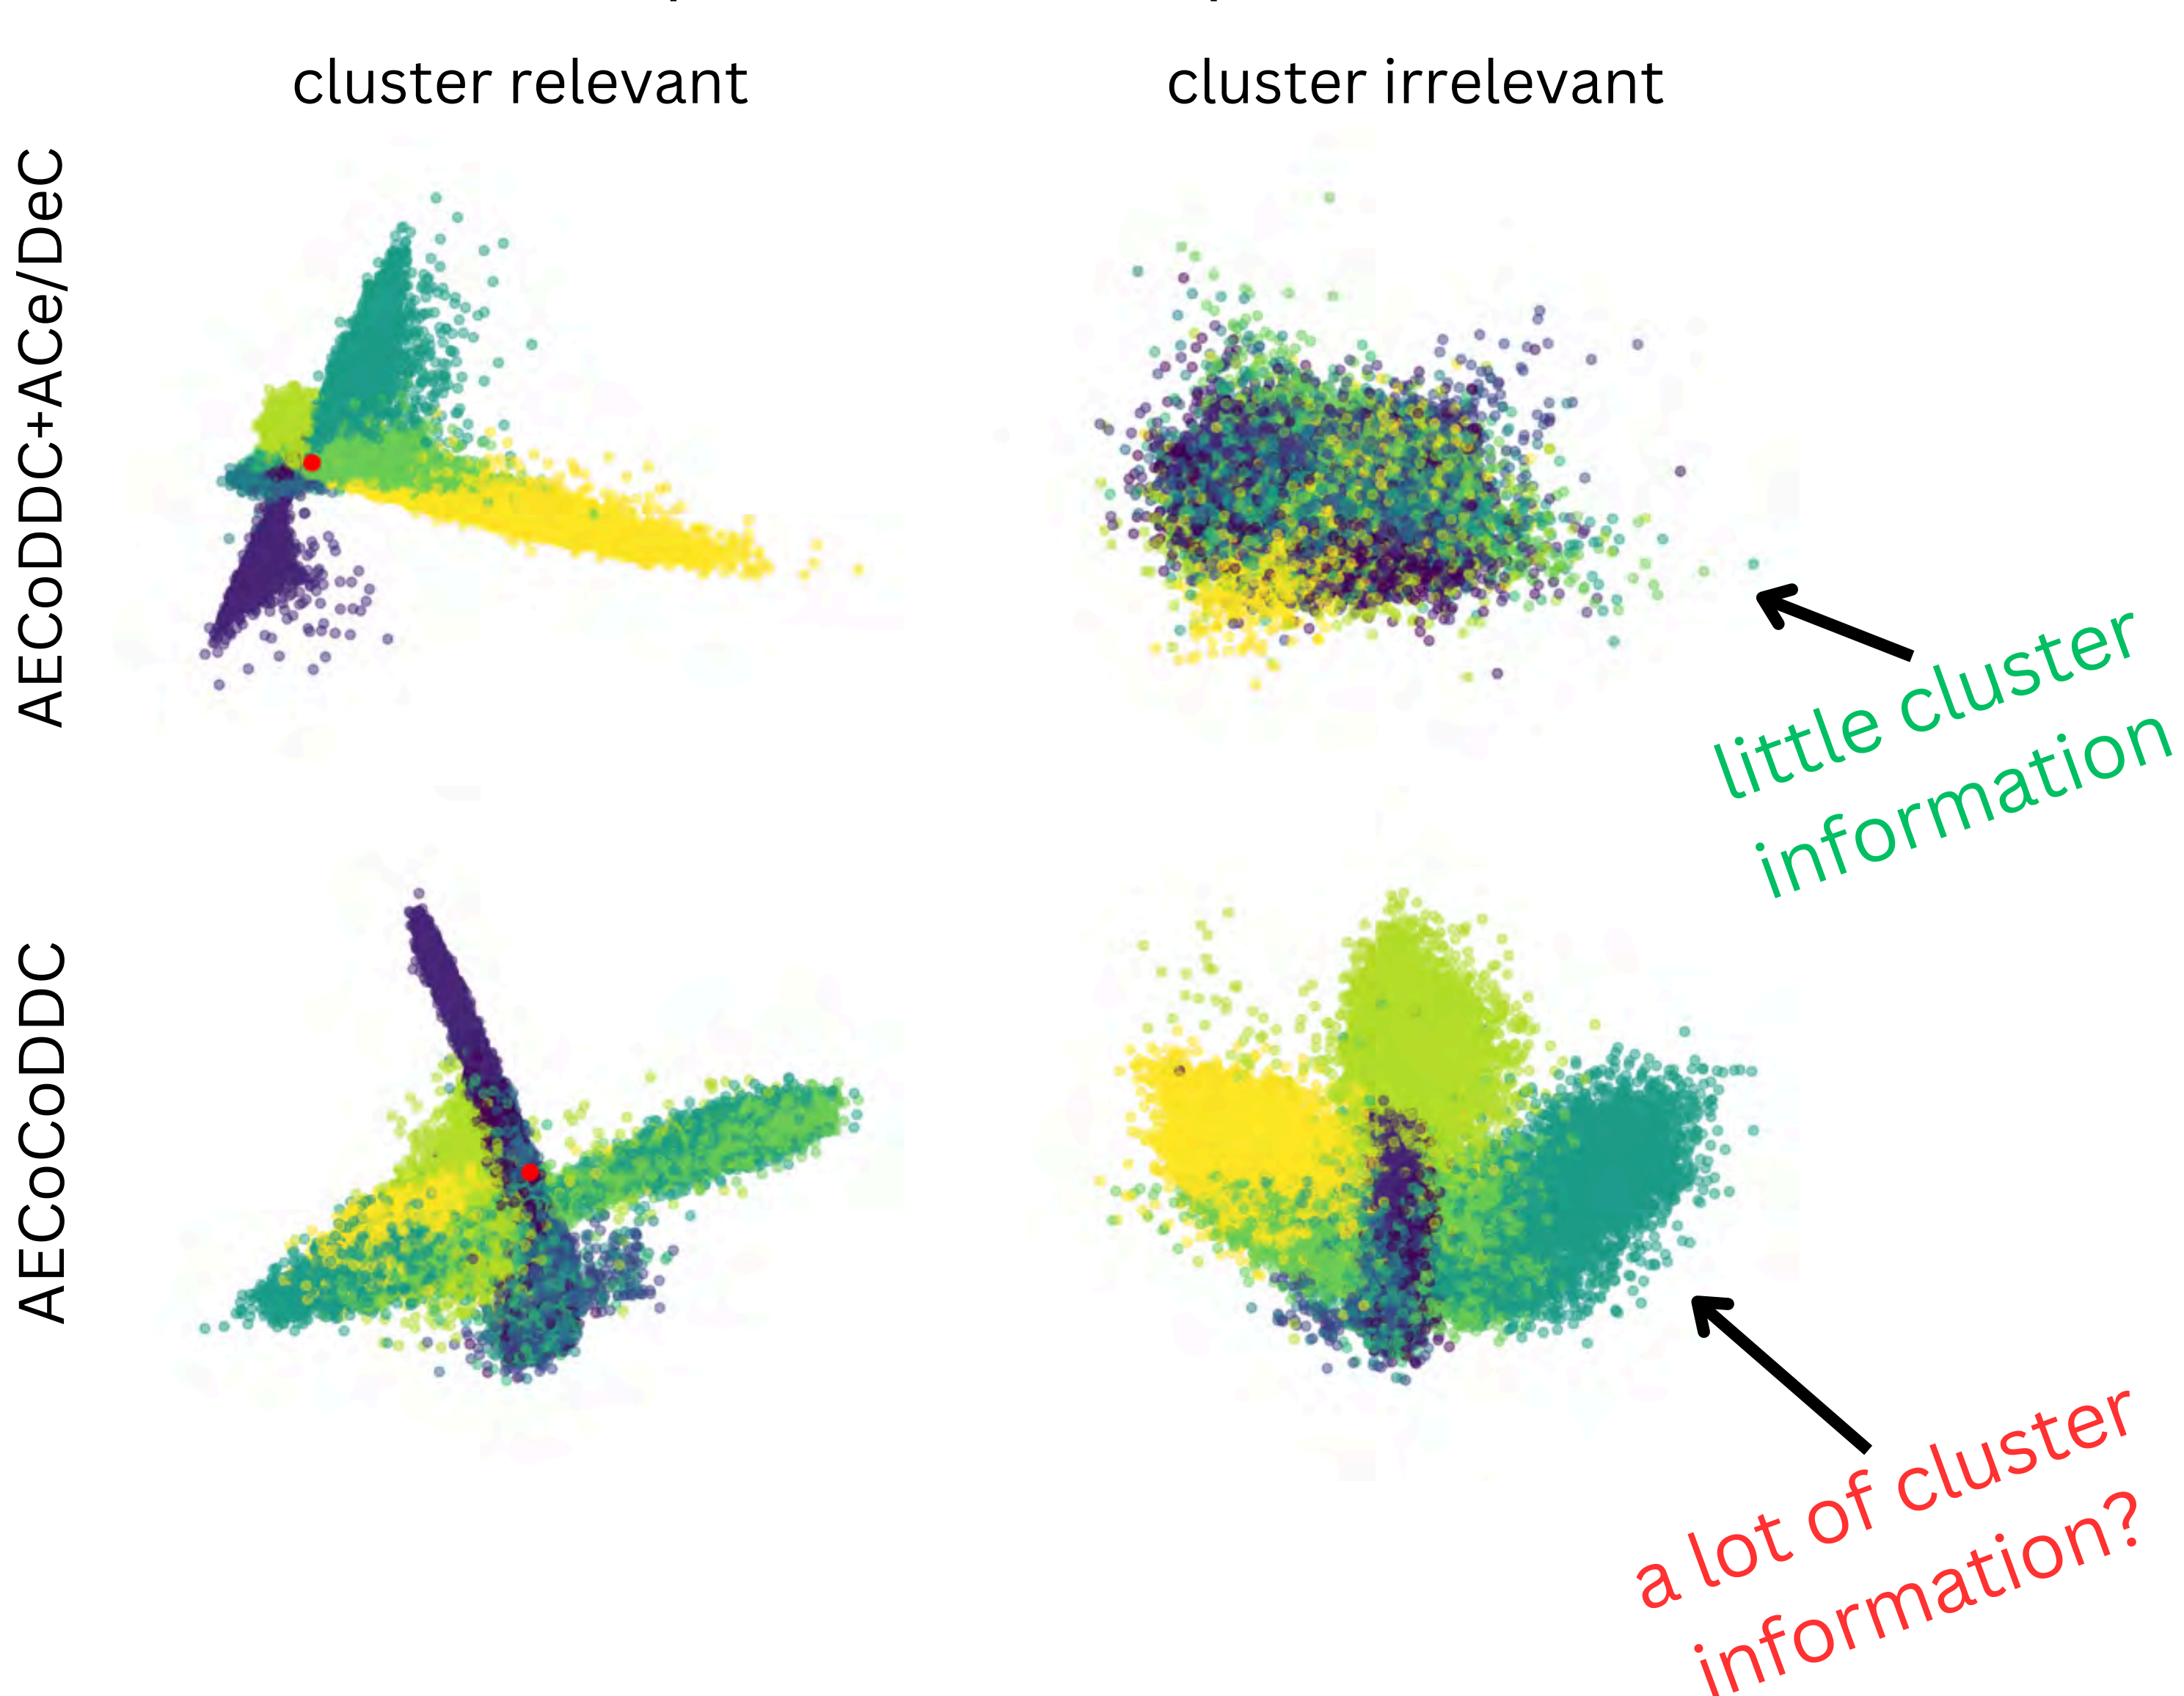 cluster relevant
cluster irrelevant
AECoDDC+ACe/DeC
little cluster
information
AECoCoDDC
a lot of cluster
information?